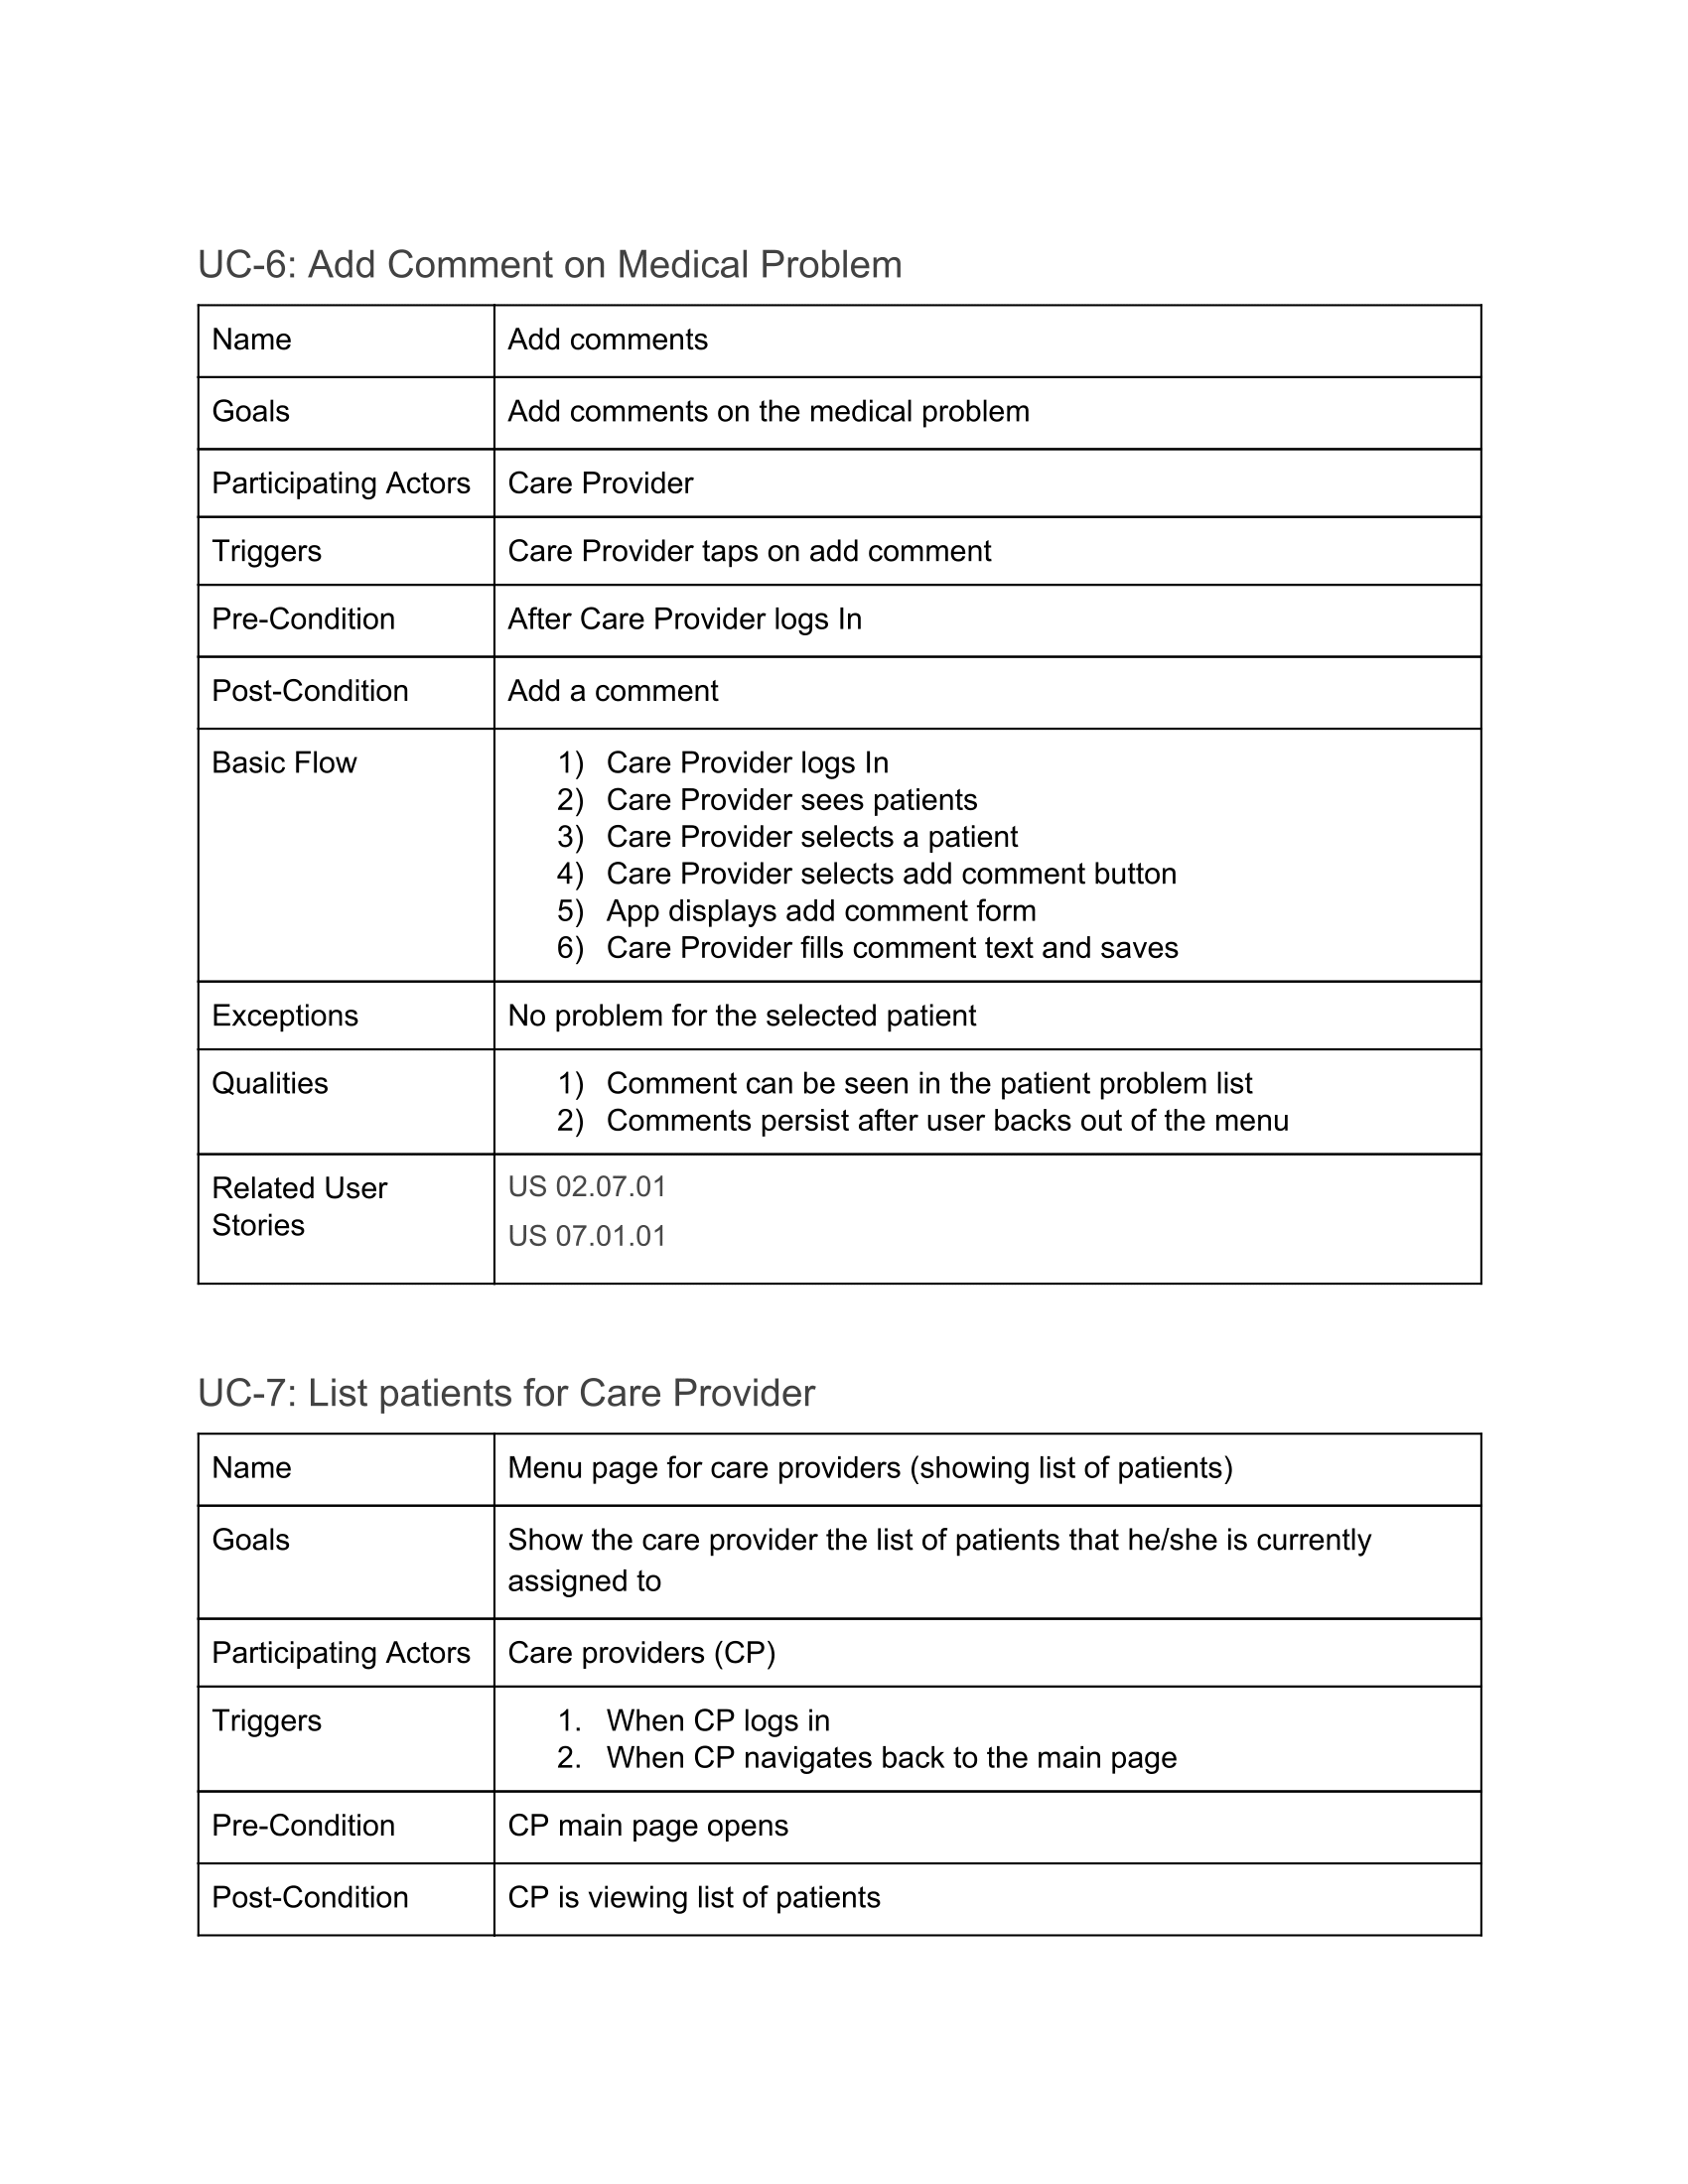 UC-6: Add Comment on Medical Problem
Name Add comments
Goals Add comments on the medical problem
Participating Actors Care Provider
Triggers Care Provider taps on add comment
Pre-Condition After Care Provider logs In
Post-Condition Add a comment
Basic Flow 1) Care Provider logs In
2) Care Provider sees patients
3) Care Provider selects a patient
4) Care Provider selects add comment button
5) App displays add comment form
6) Care Provider fills comment text and saves
Exceptions No problem for the selected patient
Qualities 1) Comment can be seen in the patient problem list
2) Comments persist after user backs out of the menu
Related User Stories US 02.07.01
US 07.01.01
UC-7: List patients for Care Provider
Name Menu page for care providers (showing list of patients)
Goals Show the care provider the list of patients that he/she is currently
assigned to
Participating Actors Care providers (CP)
Triggers 1. When CP logs in
2. When CP navigates back to the main page
Pre-Condition CP main page opens
Post-Condition CP is viewing list of patients